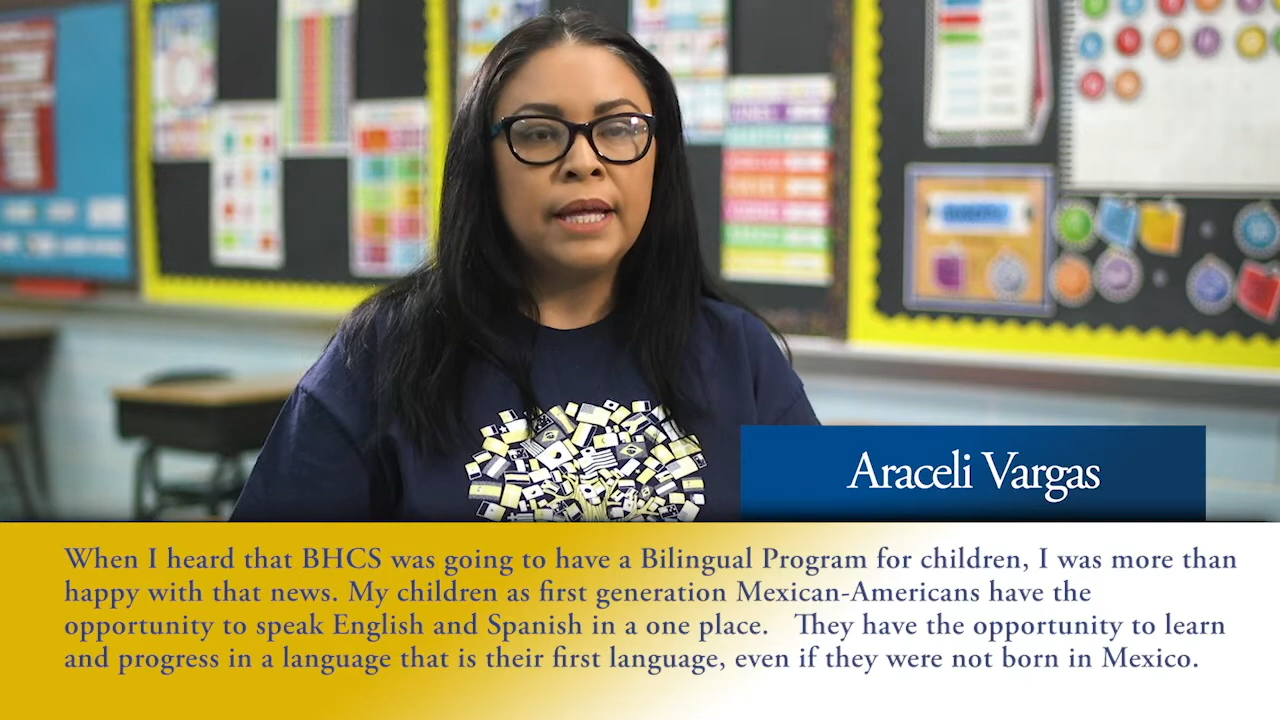 Araceli Vargas
When I heard that BHCS was going to have a Bilingual Program for children, I was more than
happy with that news. My children as first generation Mexican-Americans have the
opportunity to speak English and Spanish in a one place. They have the opportunity to learn
and progress in a language that is their first language, even if they were not born in Mexico.